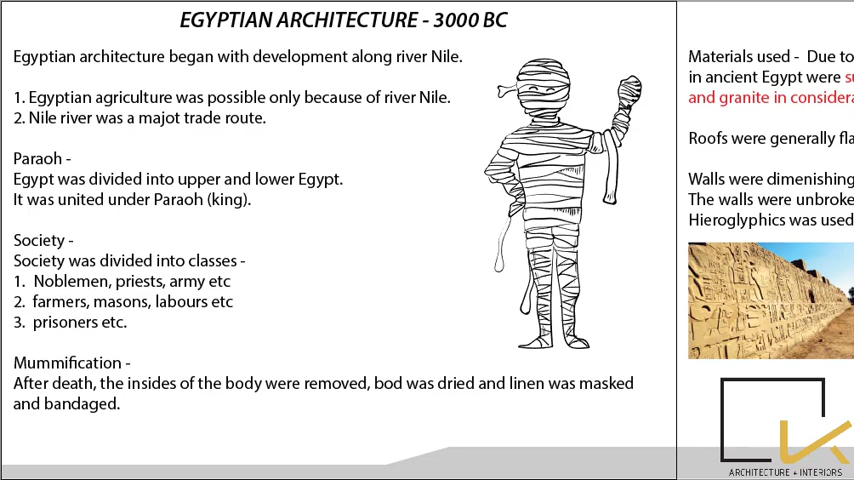 EGYPTIAN ARCHITECTURE - 3000 BC
Egyptian architecture began with development along river Nile.
1. Egyptian agriculture was possible only because of river Nile.
2. Nile river was a majot trade route.
Paraoh -
Egypt was divided into upper and lower Egypt.
It was united under Paraoh (king).
Society -
Society was divided into classes -
1. Noblemen, priests, army etc
2. farmers, masons, labours etc
3. prisoners etc.
Mummification -
After death, the insides of the body were removed, bod was dried and linen was masked
and bandaged.
Materials used - Due to
in ancient Egypt were
and granite in
Roofs were generally
Walls were dimenishing
The walls were
Hieroglyphics was used
ARCHITECTURE + INTERIORS